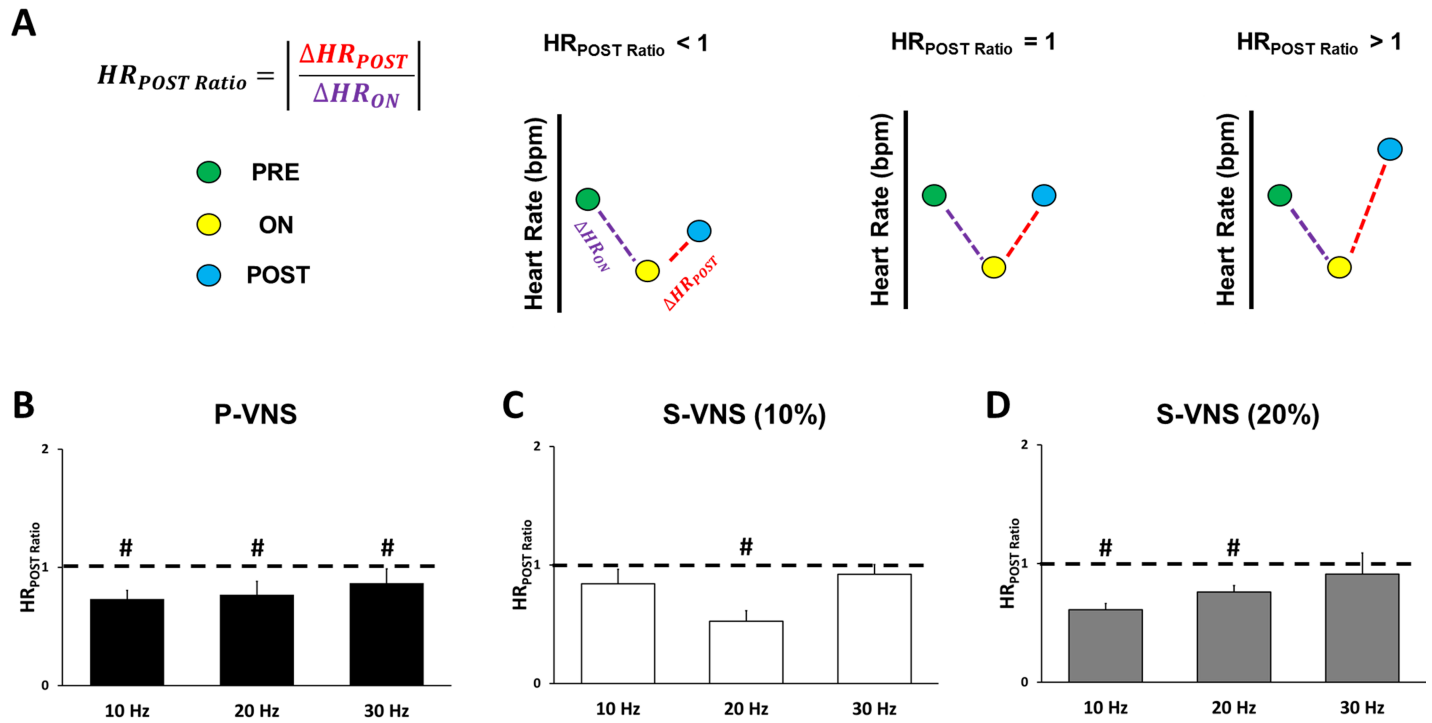 A
HR_POST Ratio = | ΔHR_POST / ΔHR_ON |
PRE
ON
POST
HR_POST Ratio < 1
Heart Rate (bpm)
ΔHR_ON
ΔHR_POST
HR_POST Ratio = 1
Heart Rate (bpm)
HR_POST Ratio > 1
Heart Rate (bpm)
B
P-VNS
HR_POST Ratio
2
1
0
# # #
10 Hz 20 Hz 30 Hz
C
S-VNS (10%)
HR_POST Ratio
2
1
0
#
10 Hz 20 Hz 30 Hz
D
S-VNS (20%)
HR_POST Ratio
2
1
0
# #
10 Hz 20 Hz 30 Hz